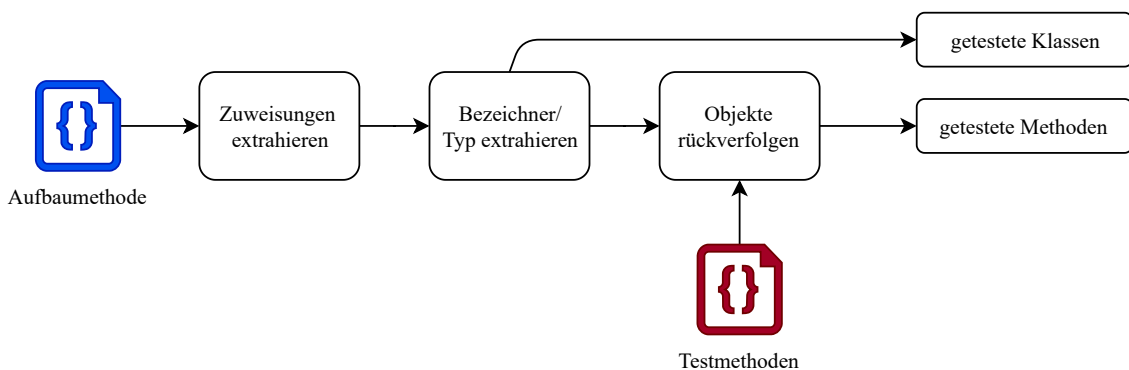 getestete Klassen
Zuweisungen
extrahieren
Bezeichner/
Typ extrahieren
Objekte
rückverfolgen
getestete Methoden
{}
Aufbaumethode
{}
Testmethoden